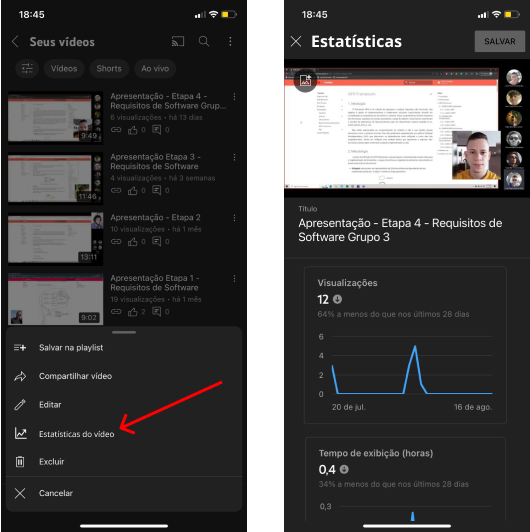 18:45
Seus vídeos
Vídeos
Shorts
Ao vivo
Apresentação - Etapa 4 -
Requisitos de Software Grup...
6 visualizações • há 13 dias
0
0
9:49
Apresentação Etapa 3 -
Requisitos de Software
4 visualizações • há 3 semanas
0
0
11:46
Apresentação - Etapa 2
10 visualizações • há 1 mês
0
0
13:11
Apresentação Etapa 1 -
Requisitos de Software
19 visualizações • há 1 mês
2
0
9:02
Salvar na playlist
Compartilhar vídeo
Editar
Estatísticas do vídeo
Excluir
Cancelar
18:45
Estatísticas
SALVAR
Título
Apresentação - Etapa 4 - Requisitos de
Software Grupo 3
Visualizações
12
64% a menos do que nos últimos 28 dias
6
4
2
0
20 de jul.
16 de ago.
Tempo de exibição (horas)
0,4
34% a menos do que nos últimos 28 dias
0,3